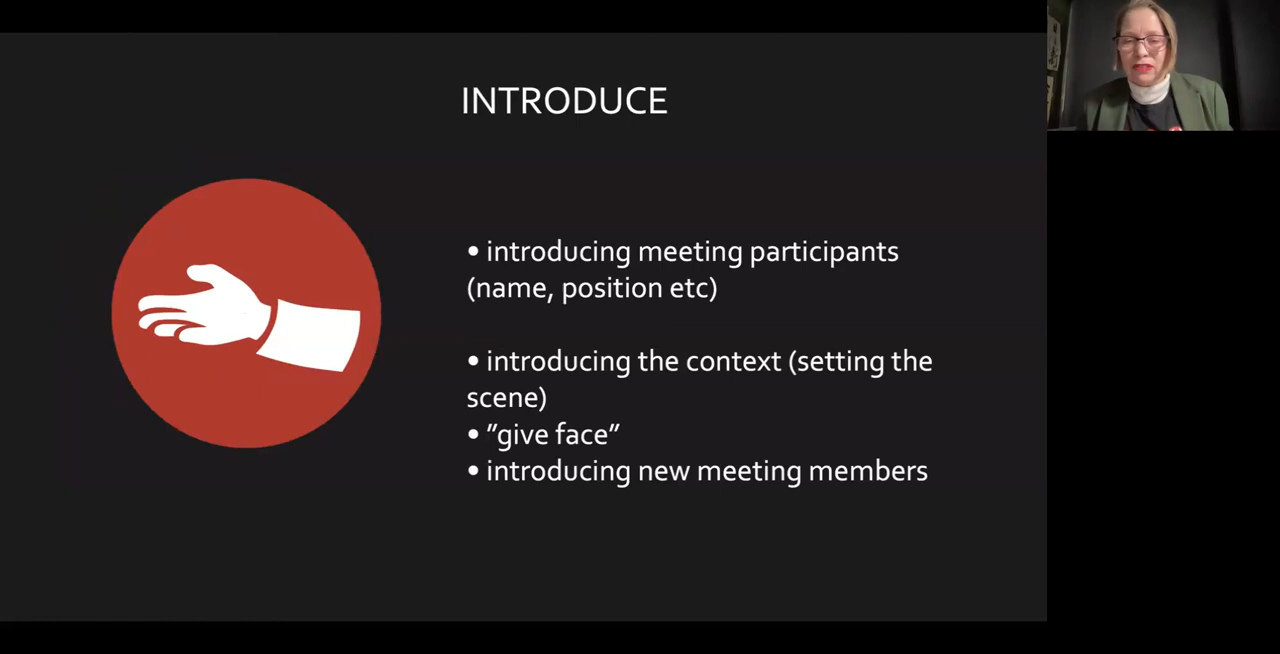 INTRODUCE
• introducing meeting participants
(name, position etc)
• introducing the context (setting the
scene)
• ”give face”
• introducing new meeting members